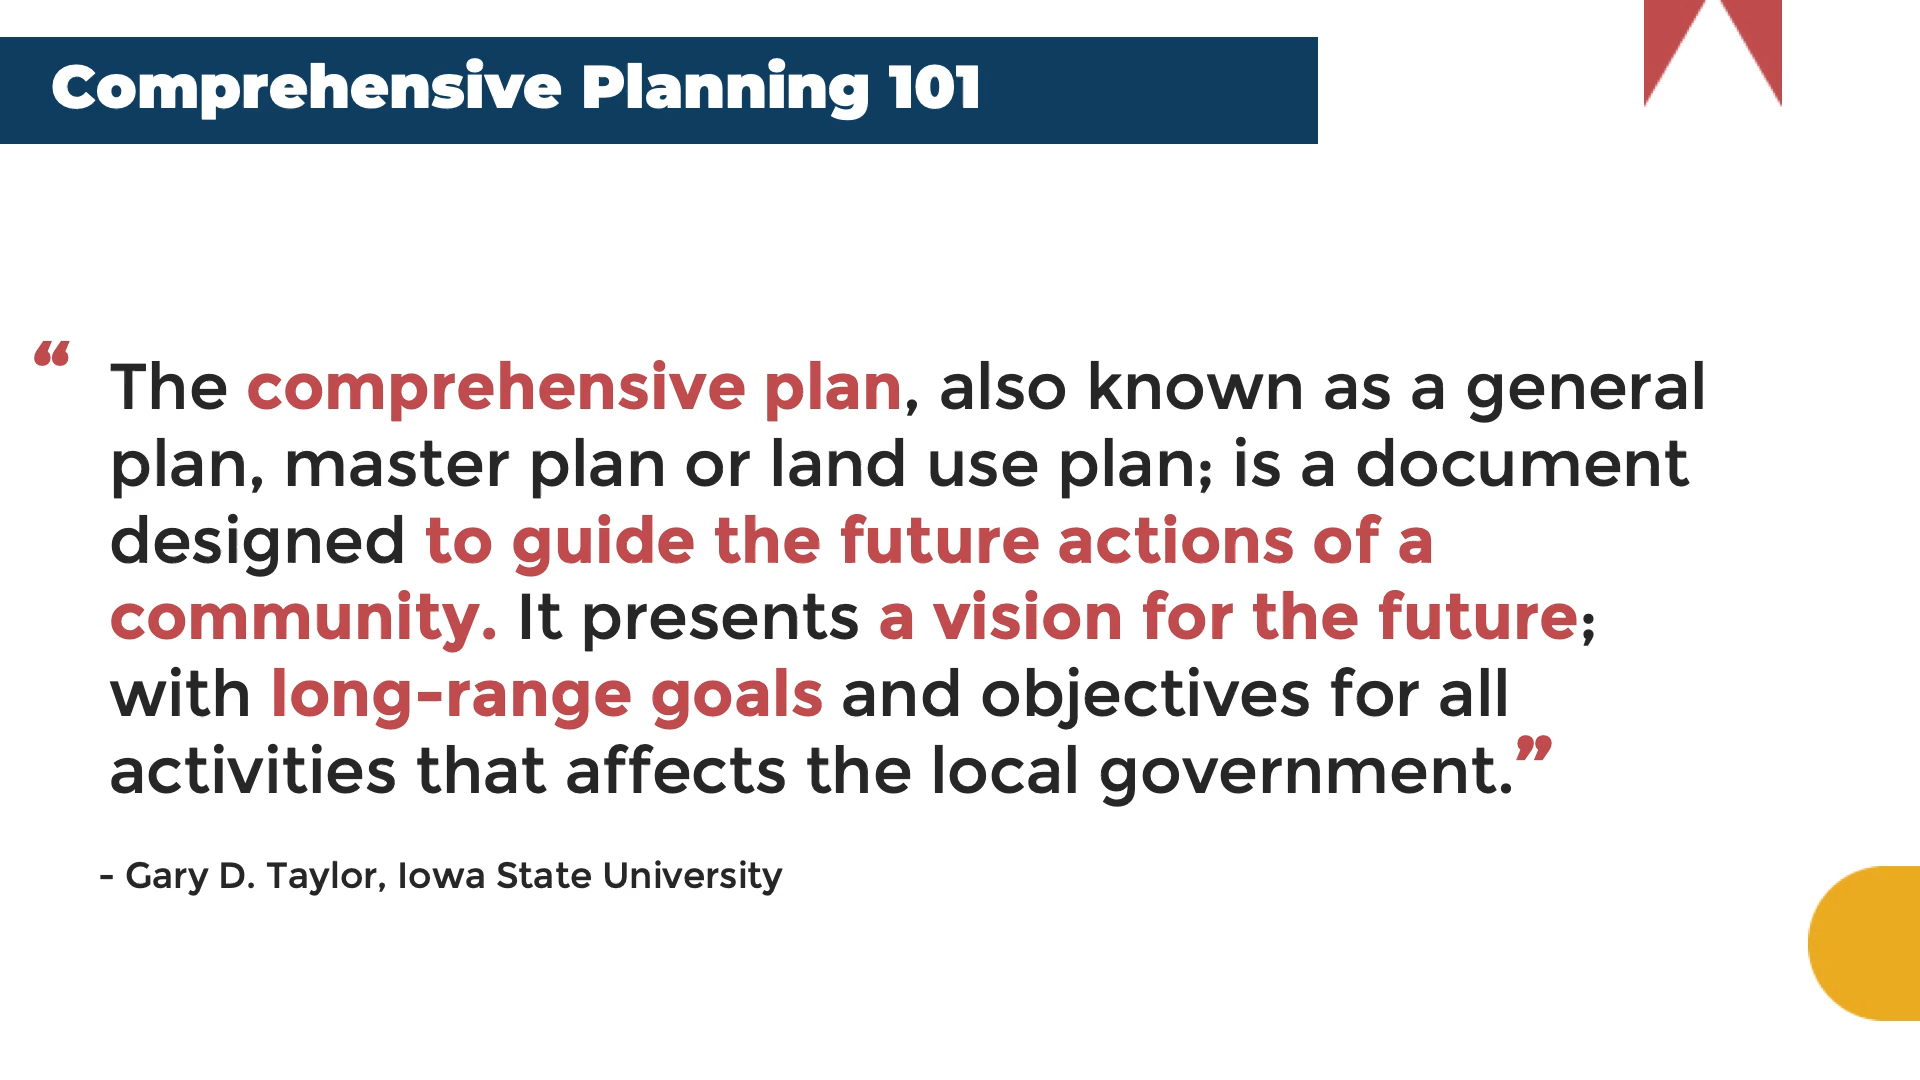 Comprehensive Planning 101
“ The comprehensive plan, also known as a general
plan, master plan or land use plan; is a document
designed to guide the future actions of a
community. It presents a vision for the future;
with long-range goals and objectives for all
activities that affects the local government.”
- Gary D. Taylor, Iowa State University